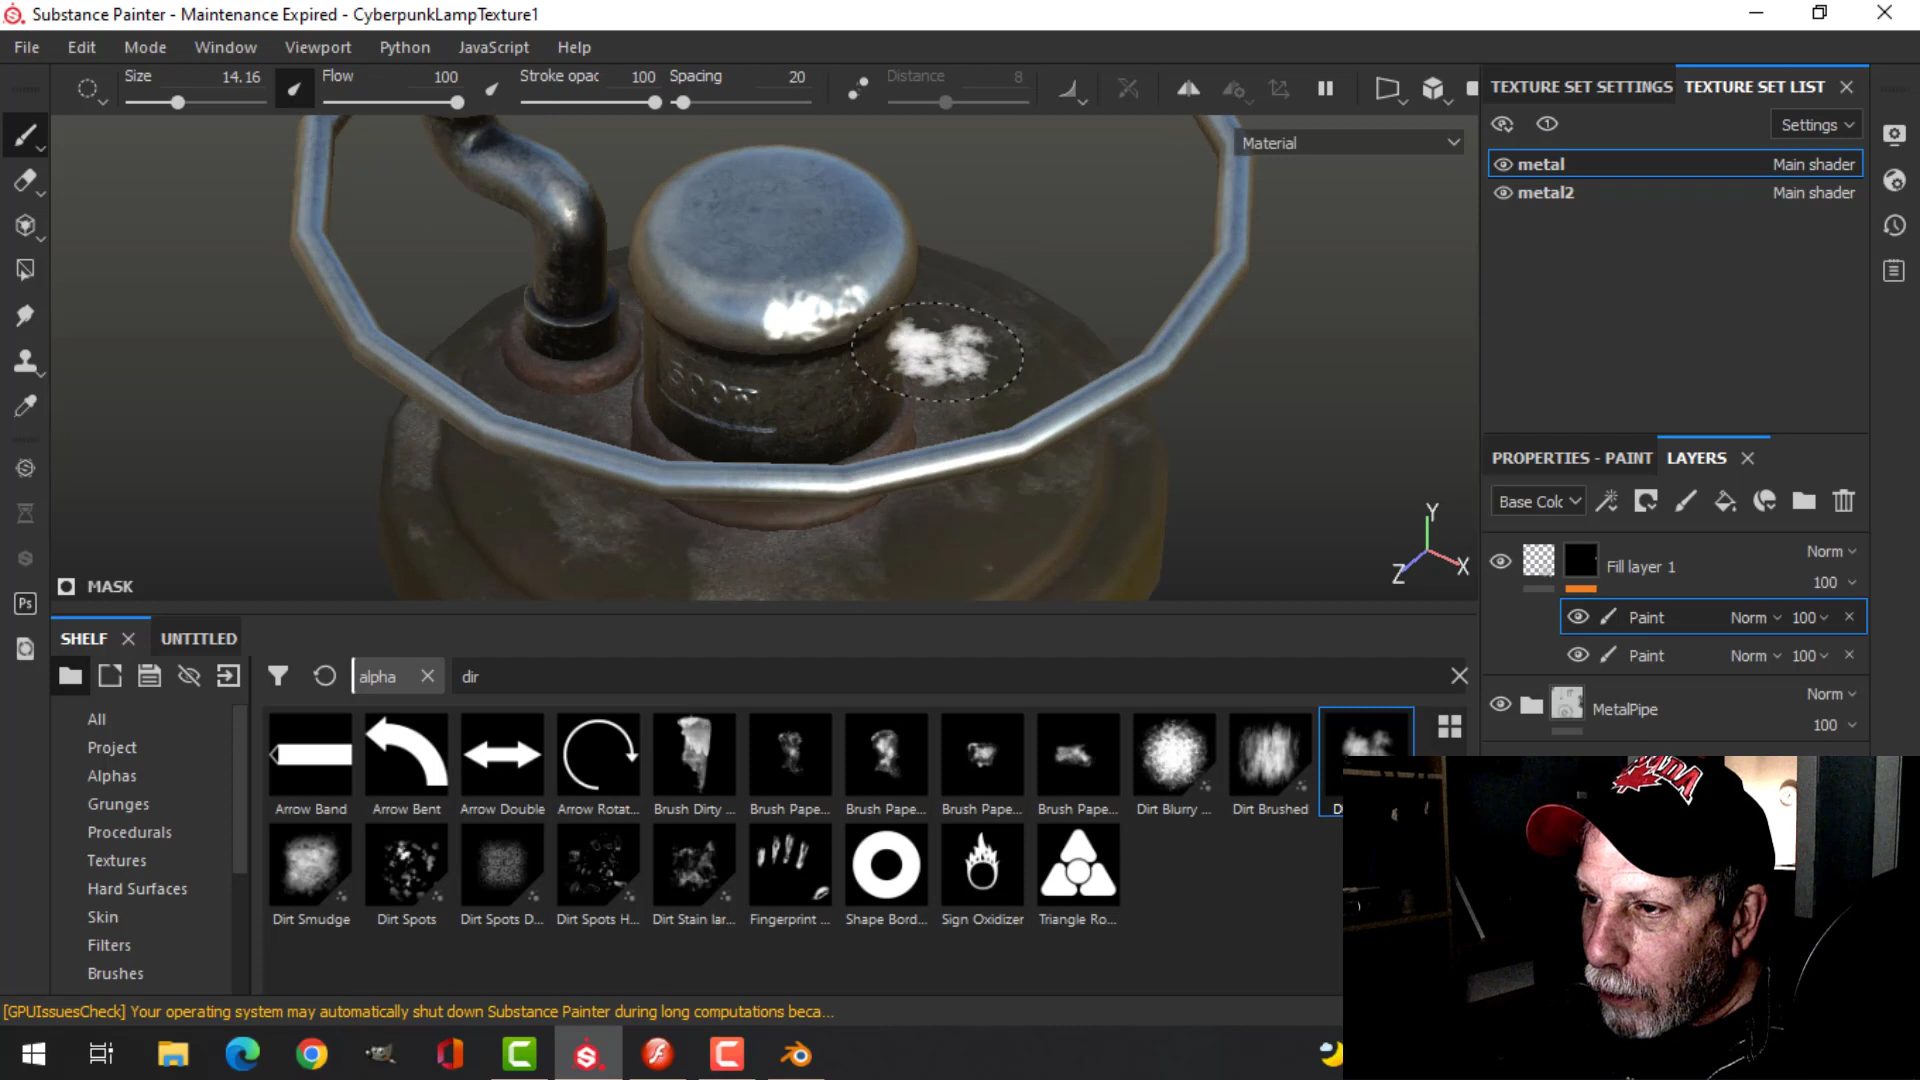 Substance Painter - Maintenance Expired - CyberpunkLampTexture1
File Edit Mode Window Viewport Python JavaScript Help
Size 14.16 Flow 100 Stroke opac 100 Spacing 20 Distance 8
TEXTURE SET SETTINGS TEXTURE SET LIST
Settings
Material
metal Main shader
metal2 Main shader
Y
Z X
MASK
PROPERTIES - PAINT LAYERS
Base Colc
Norm
Fill layer 1
100
Paint Norm 100
Paint Norm 100
Norm
MetalPipe
100
Ps
SHELF UNTITLED
alpha dir
All
Project
Alphas
Grunges
Procedurals
Textures
Hard Surfaces
Skin
Filters
Brushes
Arrow Band Arrow Bent Arrow Double Arrow Rotat... Brush Dirty ... Brush Pape... Brush Pape... Brush Pape... Brush Pape... Dirt Blurry ... Dirt Brushed
Dirt Smudge Dirt Spots Dirt Spots D... Dirt Spots H... Dirt Stain lar... Fingerprint ... Shape Bord... Sign Oxidizer Triangle Ro...
[GPUIssuesCheck] Your operating system may automatically shut down Substance Painter during long computations beca...